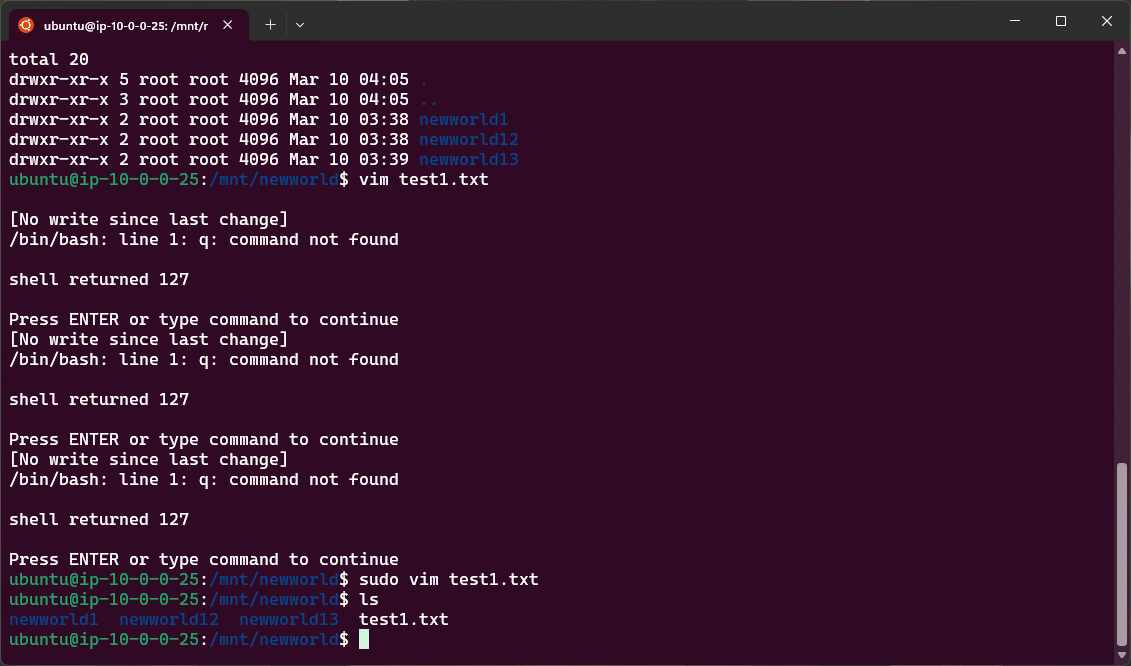 ubuntu@ip-10-0-0-25: /mnt/r
total 20
drwxr-xr-x 5 root root 4096 Mar 10 04:05 .
drwxr-xr-x 3 root root 4096 Mar 10 04:05 ..
drwxr-xr-x 2 root root 4096 Mar 10 03:38 newworld1
drwxr-xr-x 2 root root 4096 Mar 10 03:38 newworld12
drwxr-xr-x 2 root root 4096 Mar 10 03:39 newworld13
ubuntu@ip-10-0-0-25:/mnt/newworld$ vim test1.txt
[No write since last change]
/bin/bash: line 1: q: command not found
shell returned 127
Press ENTER or type command to continue
[No write since last change]
/bin/bash: line 1: q: command not found
shell returned 127
Press ENTER or type command to continue
[No write since last change]
/bin/bash: line 1: q: command not found
shell returned 127
Press ENTER or type command to continue
ubuntu@ip-10-0-0-25:/mnt/newworld$ sudo vim test1.txt
ubuntu@ip-10-0-0-25:/mnt/newworld$ ls
newworld1  newworld12  newworld13  test1.txt
ubuntu@ip-10-0-0-25:/mnt/newworld$